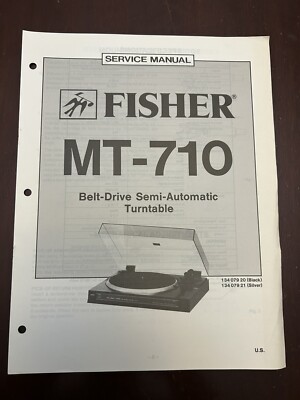 SERVICE MANUAL
FISHER®
MT-710
Belt-Drive Semi-Automatic
Turntable
134 079 20 (Black)
134 079 21 (Silver)
U.S.